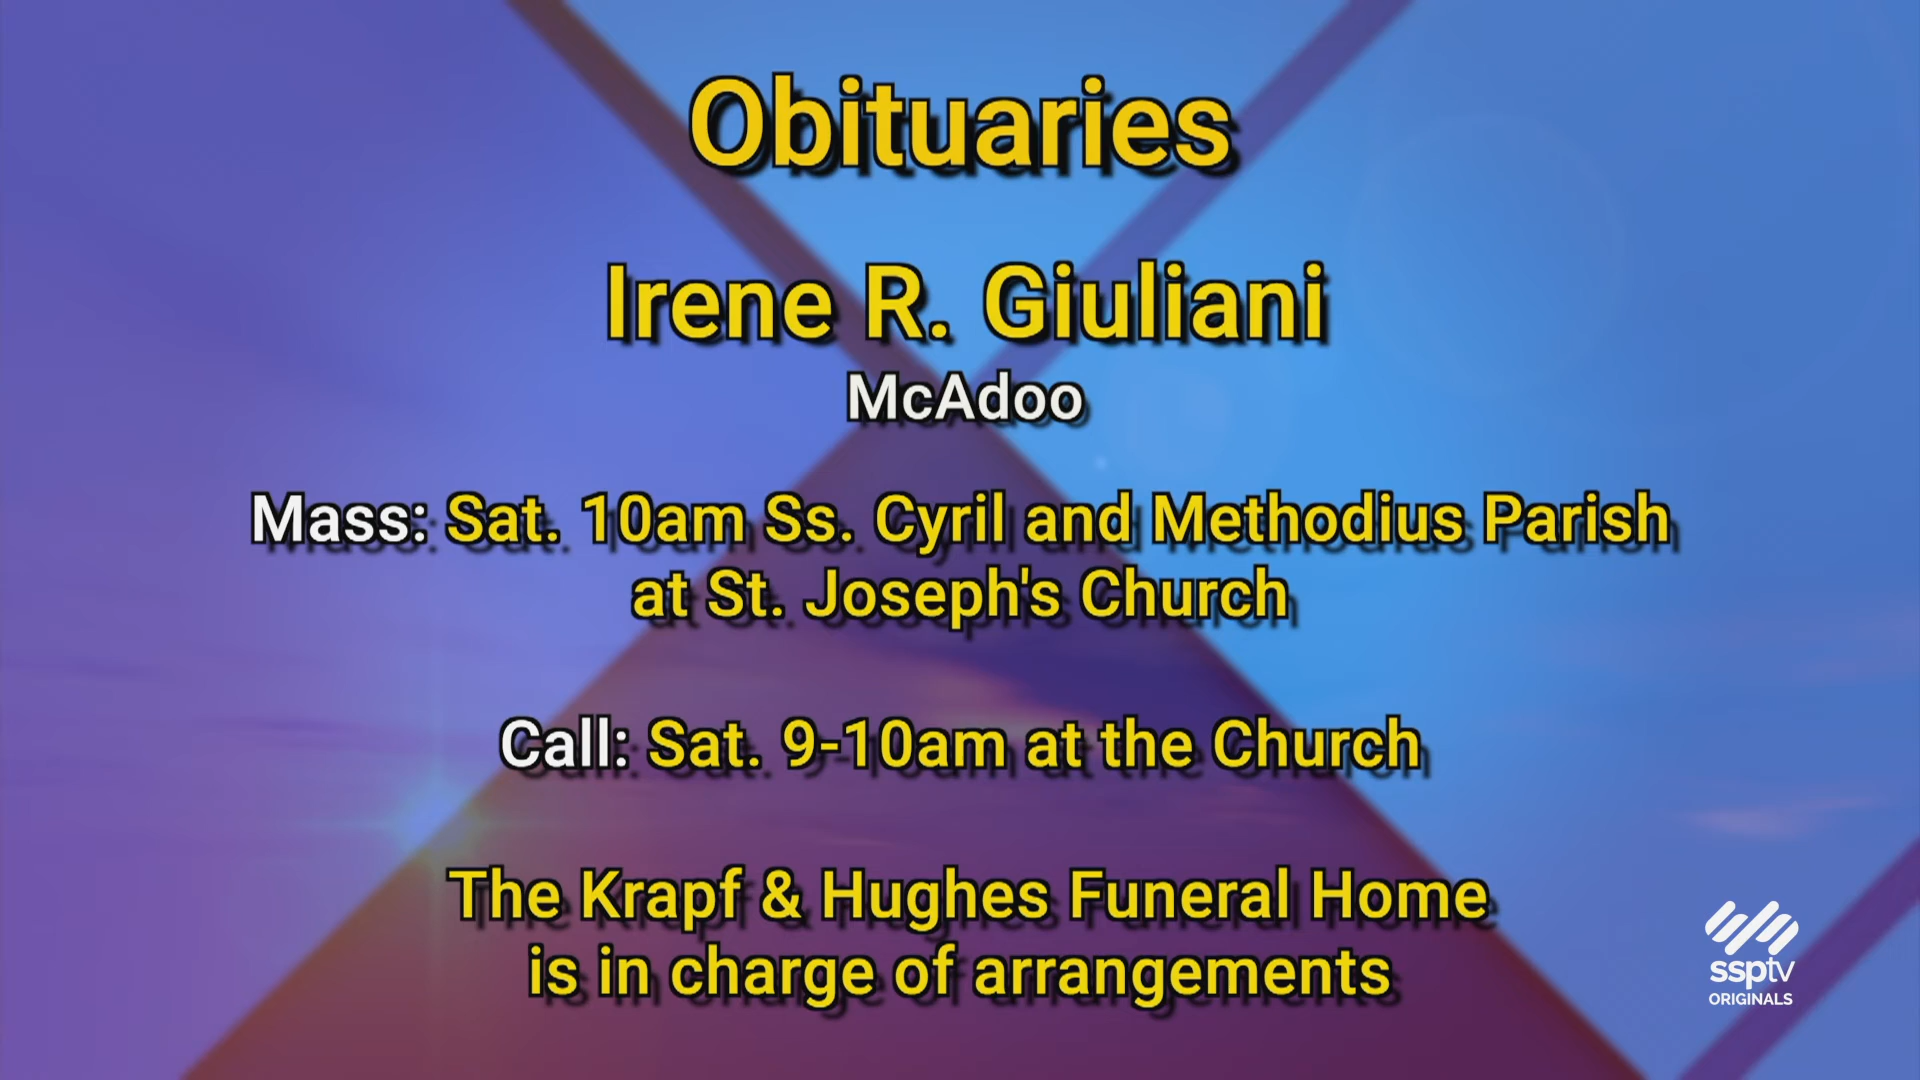 Obituaries
Irene R. Giuliani
McAdoo
Mass: Sat. 10am Ss. Cyril and Methodius Parish
at St. Joseph's Church
Call: Sat. 9-10am at the Church
The Krapf & Hughes Funeral Home
is in charge of arrangements
ssptv
ORIGINALS